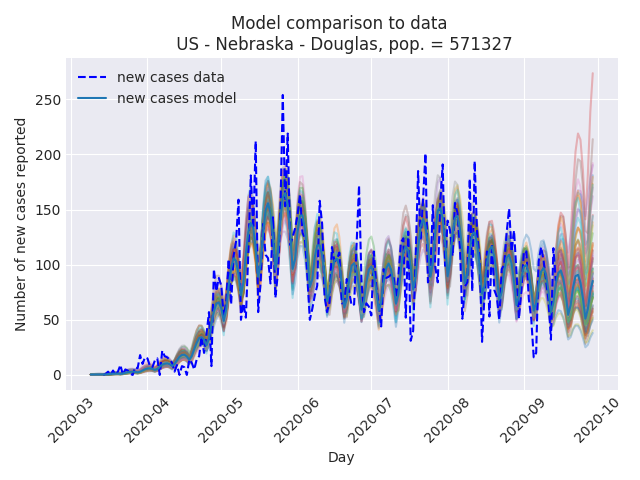 Model comparison to data
US - Nebraska - Douglas, pop. = 571327
new cases data
new cases model
Number of new cases reported
250
200
150
100
50
0
2020-03
2020-04
2020-05
2020-06
2020-07
2020-08
2020-09
2020-10
Day